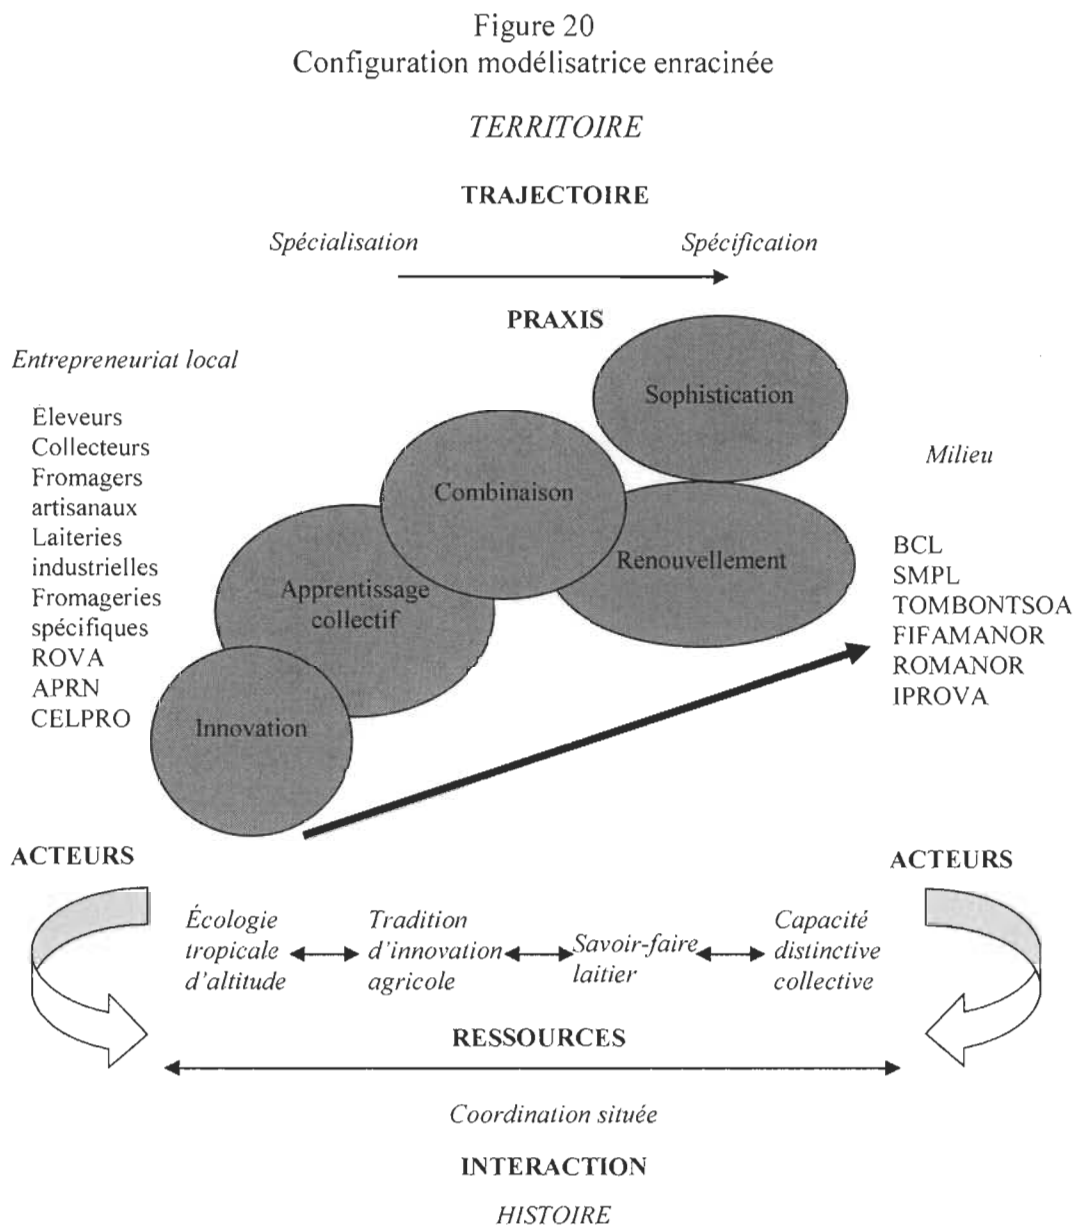 Figure 20
Configuration modélisatrice enracinée
TERRITOIRE
TRAJECTOIRE
Spécialisation
Spécification
PRAXIS
Entrepreneuriat local
Eleveurs
Collecteurs
Fromagers
artisanaux
Laiteries
industrielles
Fromageries
spécifiques
ROVA
APRN
CELPRO
Sophistication
Combinaison
Renouvellement
Apprentissage
collectif
Innovation
Milieu
BCL
SMPL
TOMBONTSOA
FIFAMANOR
ROMANOR
IPROVA
ACTEURS
ACTEURS
Écologie
tropicale
d'altitude
Tradition
d'innovation
agricole
Savoir-faire
laitier
Capacité
distinctive
collective
RESSOURCES
Coordination située
INTERACTION
HISTOIRE